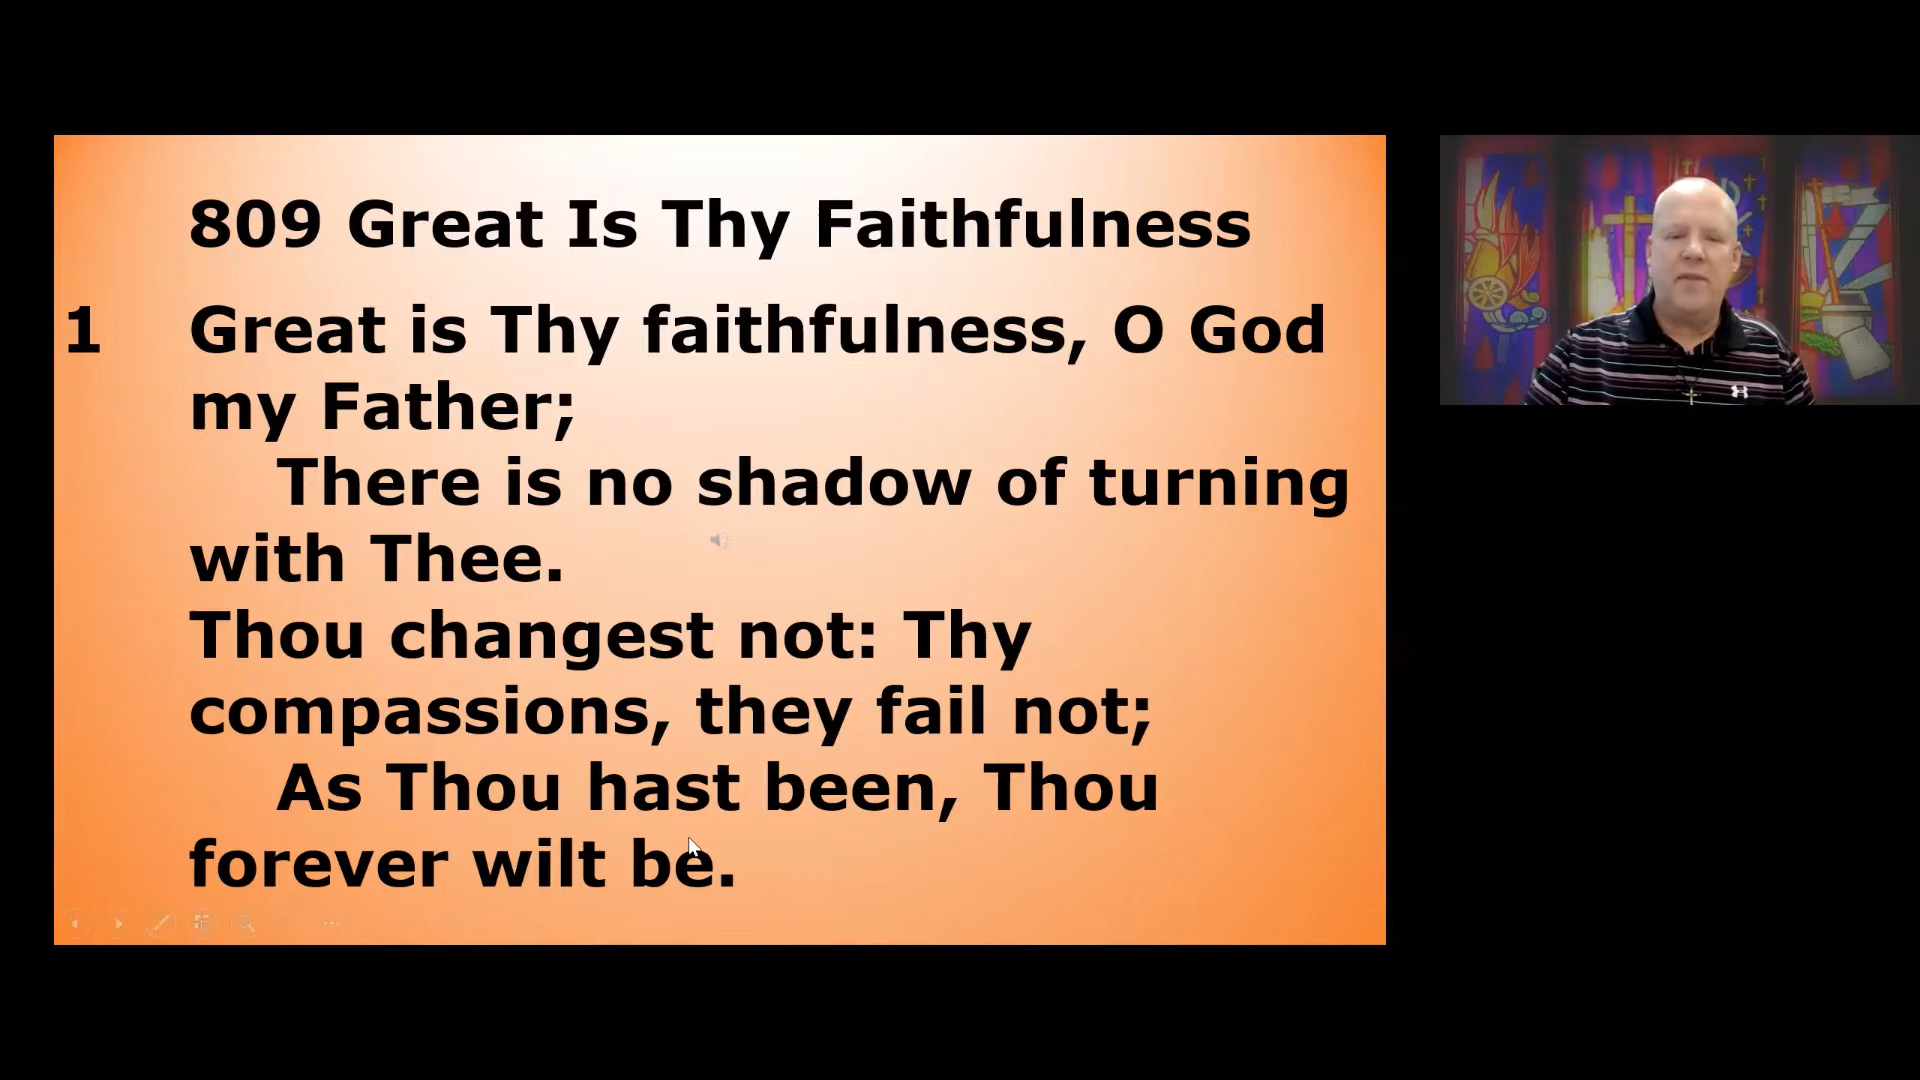 809 Great Is Thy Faithfulness
1 Great is Thy faithfulness, O God
my Father;
There is no shadow of turning
with Thee.
Thou changest not: Thy
compassions, they fail not;
As Thou hast been, Thou
forever wilt be.